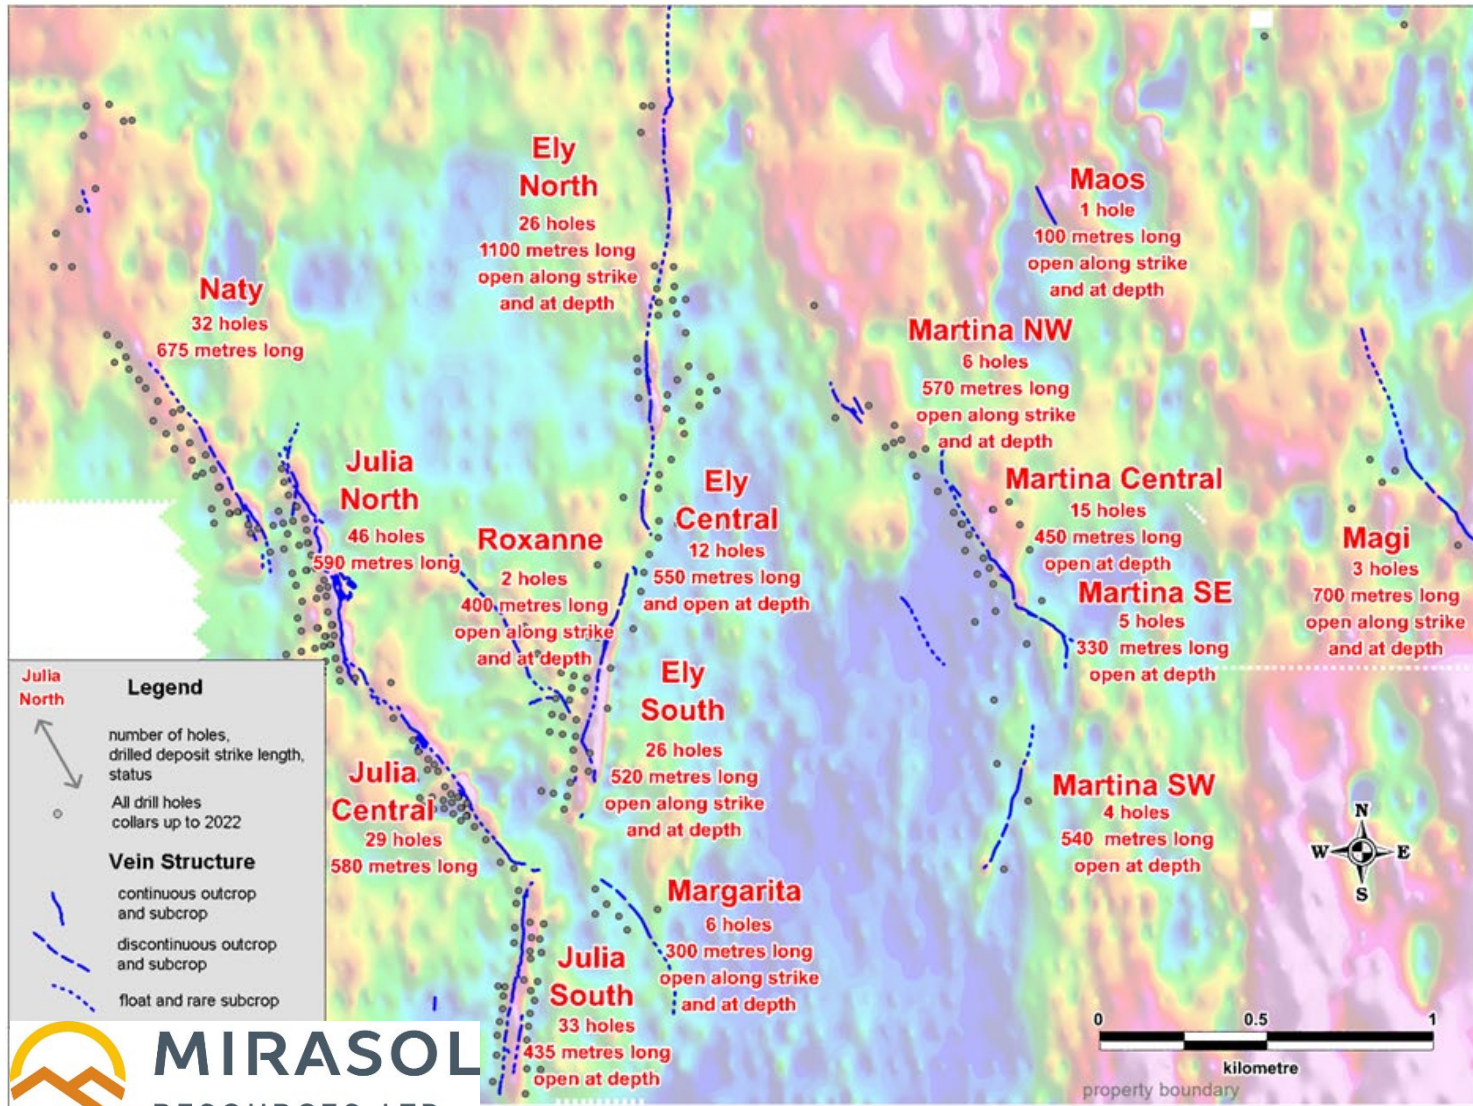 Ely
North
26 holes
1100 metres long
open along strike
and at depth
Maos
1 hole
100 metres long
open along strike
and at depth
Naty
32 holes
675 metres long
Martina NW
6 holes
570 metres long
open along strike
and at depth
Julia
North
46 holes
590 metres long
Ely
Central
12 holes
550 metres long
and open at depth
Martina Central
15 holes
450 metres long
open at depth
Roxanne
2 holes
400 metres long
open along strike
and at depth
Magi
3 holes
700 metres long
open along strike
and at depth
Martina SE
5 holes
330 metres long
open at depth
Ely
South
26 holes
520 metres long
open along strike
and at depth
Julia
Central
29 holes
580 metres long
Martina SW
4 holes
540 metres long
open at depth
Margarita
6 holes
300 metres long
open along strike
and at depth
Julia
South
33 holes
435 metres long
open at depth
Julia
North
Legend
number of holes,
drilled deposit strike length,
status
All drill holes
collars up to 2022
Vein Structure
continuous outcrop
and subcrop
discontinuous outcrop
and subcrop
float and rare subcrop
N
W E
S
0 0.5 1
kilometre
property boundary
MIRASOL
RESOURCES LTD